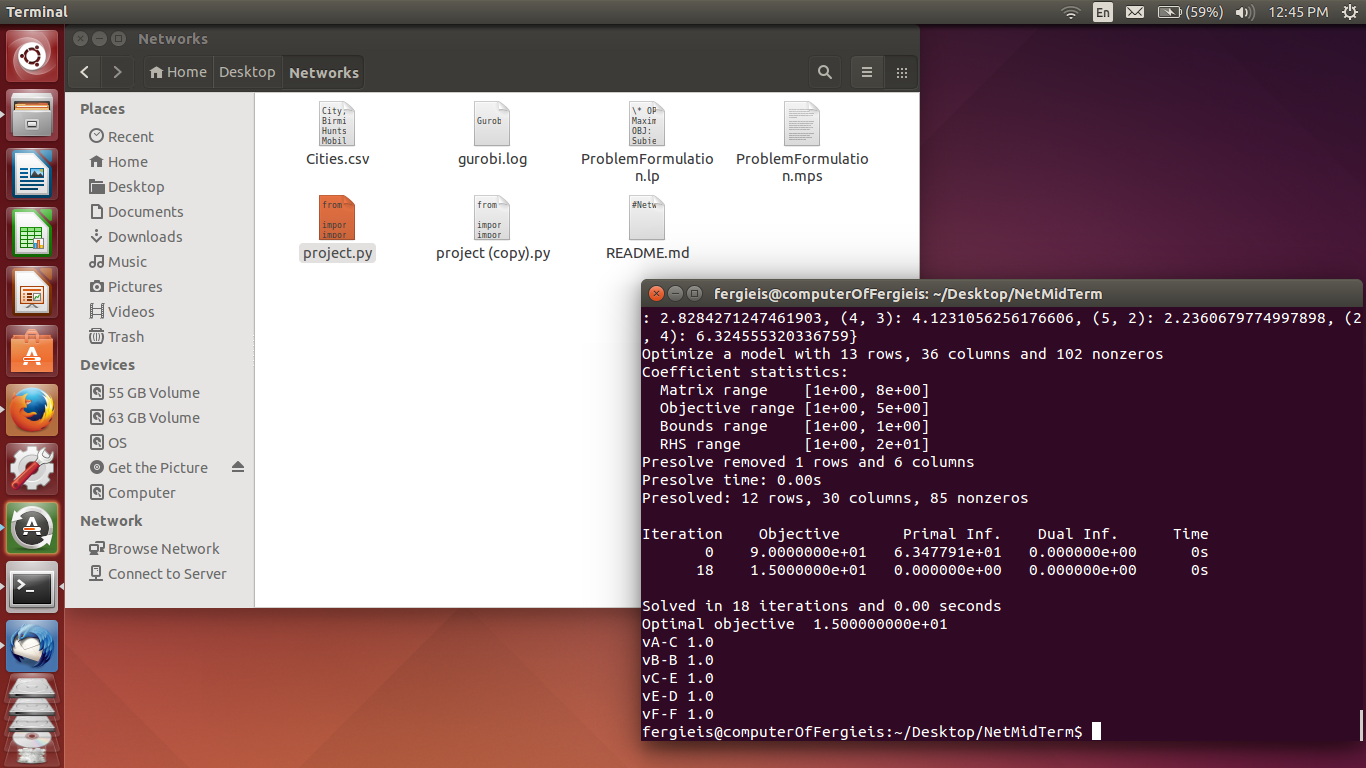 Terminal
En
(59%)
12:45 PM
Networks
Home
Desktop
Networks
Places
Recent
Home
Desktop
Documents
Downloads
Music
Pictures
Videos
Trash
Devices
55 GB Volume
63 GB Volume
OS
Get the Picture
Computer
Network
Browse Network
Connect to Server
City,
Birmi
Hunts
Mobil
Cities.csv
Gurob
gurobi.log
\* OP
Maxim
OBJ:
Subje
ProblemFormulatio
n.lp
ProblemFormulatio
n.mps
from
impor
impor
project.py
from
impor
impor
project (copy).py
#Netw
README.md
fergieis@computerOfFergieis: ~/Desktop/NetMidTerm
: 2.8284271247461903, (4, 3): 4.1231056256176606, (5, 2): 2.2360679774997898, (2
, 4): 6.324555320336759}
Optimize a model with 13 rows, 36 columns and 102 nonzeros
Coefficient statistics:
  Matrix range    [1e+00, 8e+00]
  Objective range [1e+00, 5e+00]
  Bounds range    [1e+00, 1e+00]
  RHS range       [1e+00, 2e+01]
Presolve removed 1 rows and 6 columns
Presolve time: 0.00s
Presolved: 12 rows, 30 columns, 85 nonzeros
Iteration    Objective       Primal Inf.    Dual Inf.      Time
       0    9.0000000e+01   6.347791e+01   0.000000e+00      0s
      18    1.5000000e+01   0.000000e+00   0.000000e+00      0s
Solved in 18 iterations and 0.00 seconds
Optimal objective  1.500000000e+01
vA-C 1.0
vB-B 1.0
vC-E 1.0
vE-D 1.0
vF-F 1.0
fergieis@computerOfFergieis:~/Desktop/NetMidTerm$